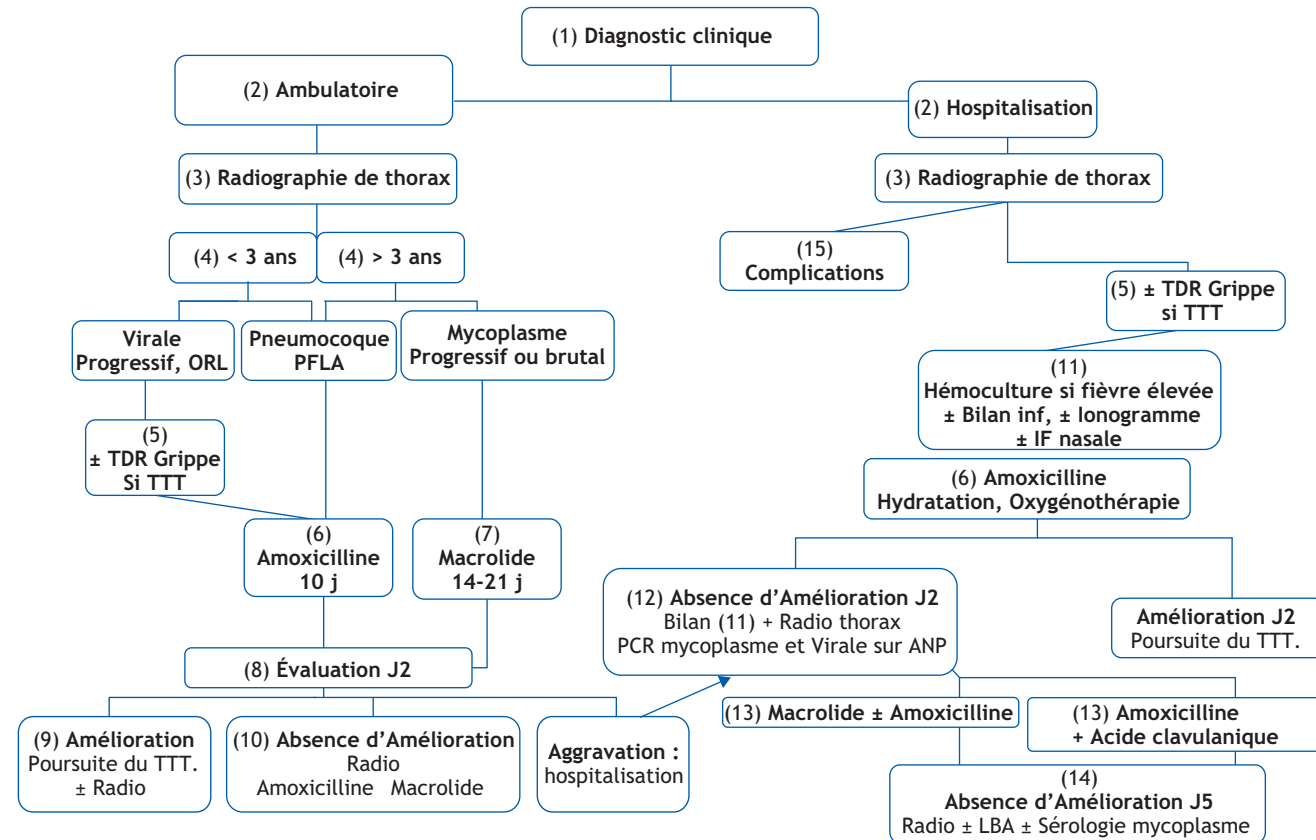 (1) Diagnostic clinique
(2) Ambulatoire
(2) Hospitalisation
(3) Radiographie de thorax
(3) Radiographie de thorax
(4) < 3 ans
(4) > 3 ans
(15)
Complications
(5) ± TDR Grippe
si TTT
Virale
Progressif, ORL
Pneumocoque
PFLA
Mycoplasme
Progressif ou brutal
(11)
Hémoculture si fièvre élevée
± Bilan inf, ± Ionogramme
± IF nasale
(5)
± TDR Grippe
Si TTT
(6) Amoxicilline
Hydratation, Oxygénothérapie
(6)
Amoxicilline
10 j
(7)
Macrolide
14-21 j
(12) Absence d’Amélioration J2
Bilan (11) + Radio thorax
PCR mycoplasme et Virale sur ANP
Amélioration J2
Poursuite du TTT.
(8) Évaluation J2
(9) Amélioration
Poursuite du TTT.
± Radio
(10) Absence d’Amélioration
Radio
Amoxicilline Macrolide
Aggravation :
hospitalisation
(13) Macrolide ± Amoxicilline
(13) Amoxicilline
+ Acide clavulanique
(14)
Absence d’Amélioration J5
Radio ± LBA ± Sérologie mycoplasme